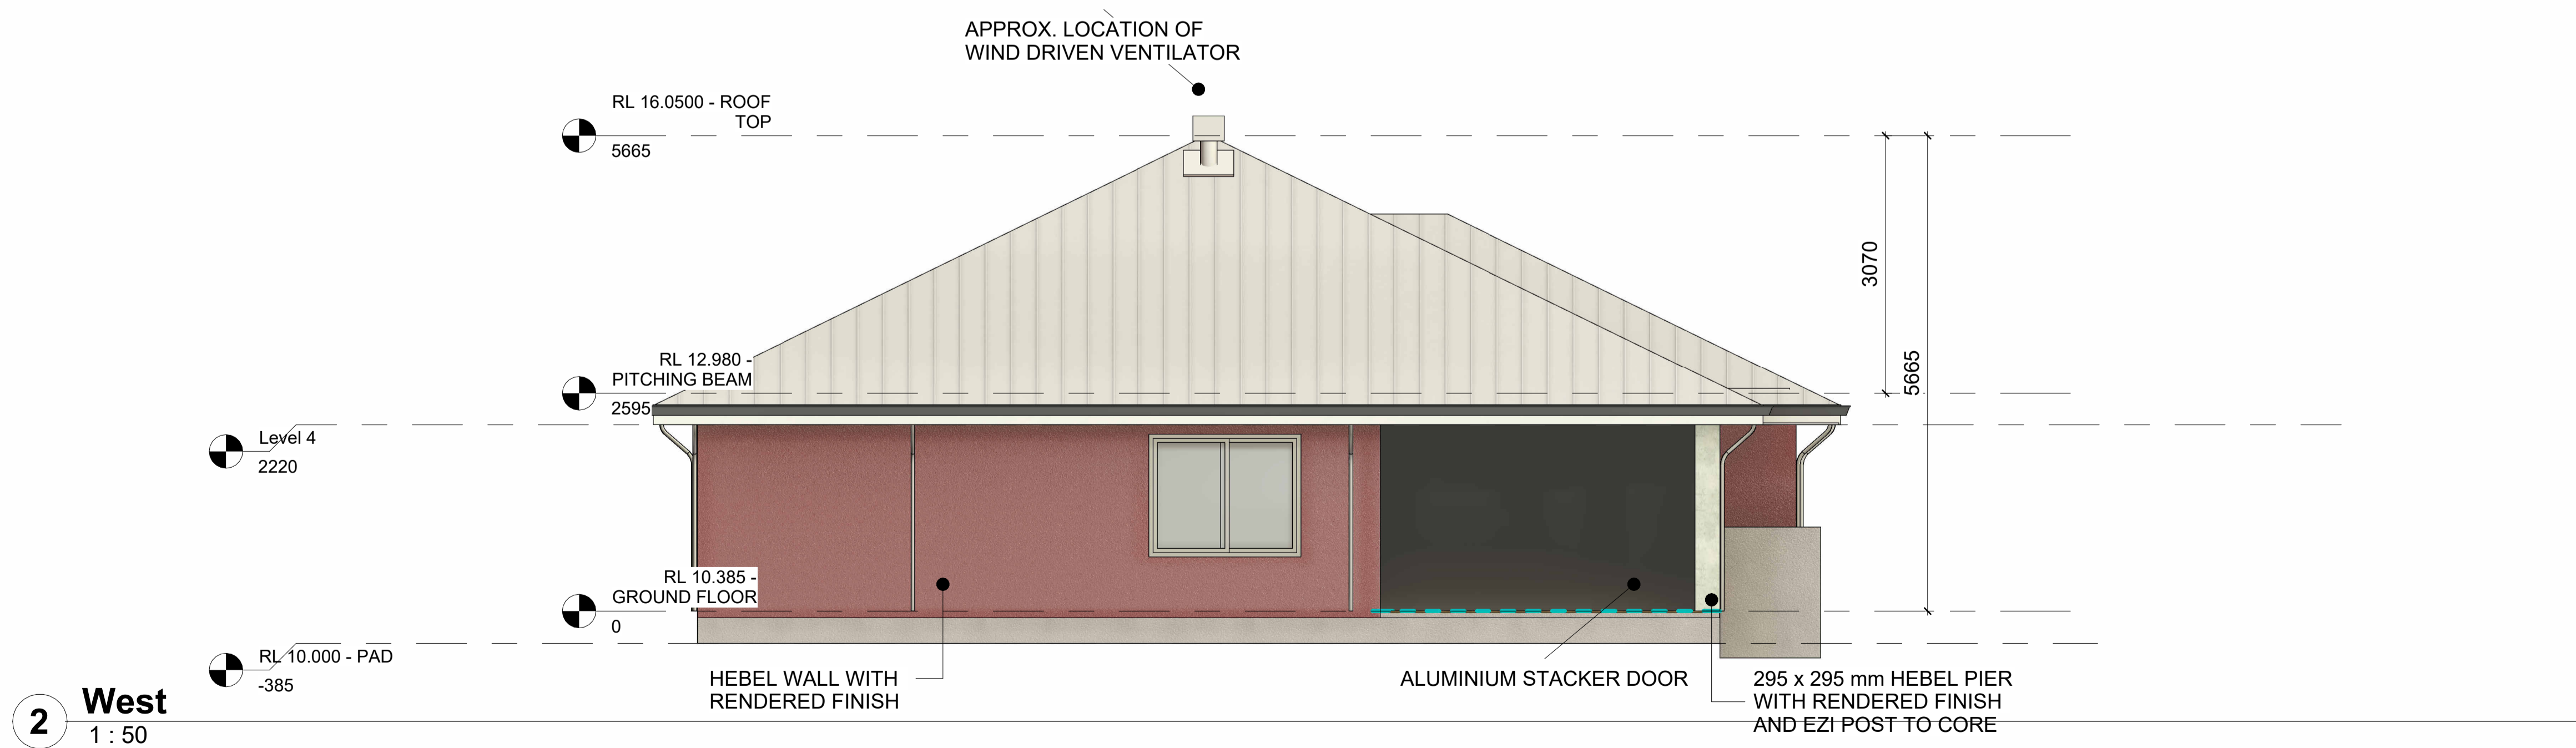 APPROX. LOCATION OF
WIND DRIVEN VENTILATOR
RL 16.0500 - ROOF
TOP
5665
3070
5665
RL 12.980 -
PITCHING BEAM
2595
Level 4
2220
RL 10.385 -
GROUND FLOOR
0
RL 10.000 - PAD
-385
HEBEL WALL WITH
RENDERED FINISH
ALUMINIUM STACKER DOOR
295 x 295 mm HEBEL PIER
WITH RENDERED FINISH
AND EZI POST TO CORE
2
West
1 : 50